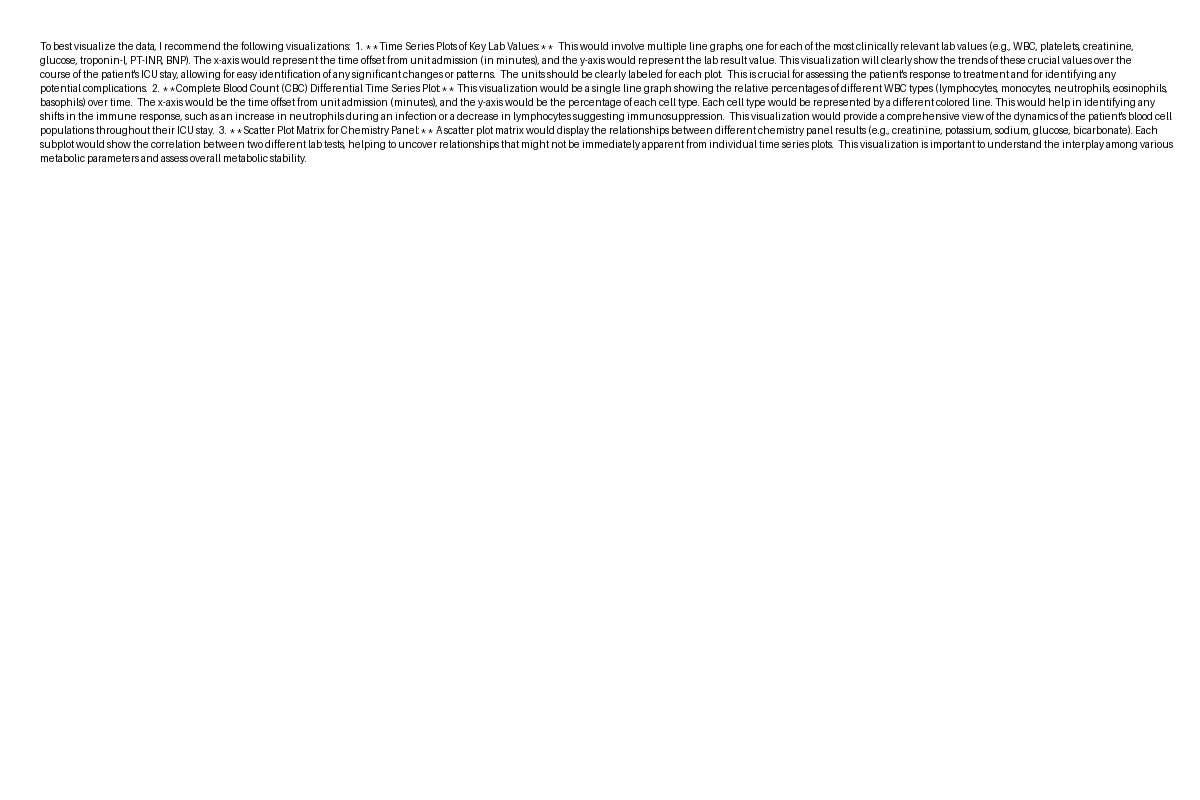 To best visualize the data, I recommend the following visualizations:  1. **Time Series Plots of Key Lab Values:**  This would involve multiple line graphs, one for each of the most clinically relevant lab values (e.g., WBC, platelets, creatinine,
glucose, troponin-I, PT-INR, BNP). The x-axis would represent the time offset from unit admission (in minutes), and the y-axis would represent the lab result value.  This visualization will clearly show the trends of these crucial values over the
course of the patient's ICU stay, allowing for easy identification of any significant changes or patterns.  The units should be clearly labeled for each plot.  This is crucial for assessing the patient's response to treatment and for identifying any
potential complications.  2. **Complete Blood Count (CBC) Differential Time Series Plot:** This visualization would be a single line graph showing the relative percentages of different WBC types (lymphocytes, monocytes, neutrophils, eosinophils,
basophils) over time.  The x-axis would be the time offset from unit admission (minutes), and the y-axis would be the percentage of each cell type. Each cell type would be represented by a different colored line. This would help in identifying any
shifts in the immune response, such as an increase in neutrophils during an infection or a decrease in lymphocytes suggesting immunosuppression.  This visualization would provide a comprehensive view of the dynamics of the patient's blood cell
populations throughout their ICU stay.  3. **Scatter Plot Matrix for Chemistry Panel:** A scatter plot matrix would display the relationships between different chemistry panel results (e.g., creatinine, potassium, sodium, glucose, bicarbonate). Each
subplot would show the correlation between two different lab tests, helping to uncover relationships that might not be immediately apparent from individual time series plots.  This visualization is important to understand the interplay among various
metabolic parameters and assess overall metabolic stability.